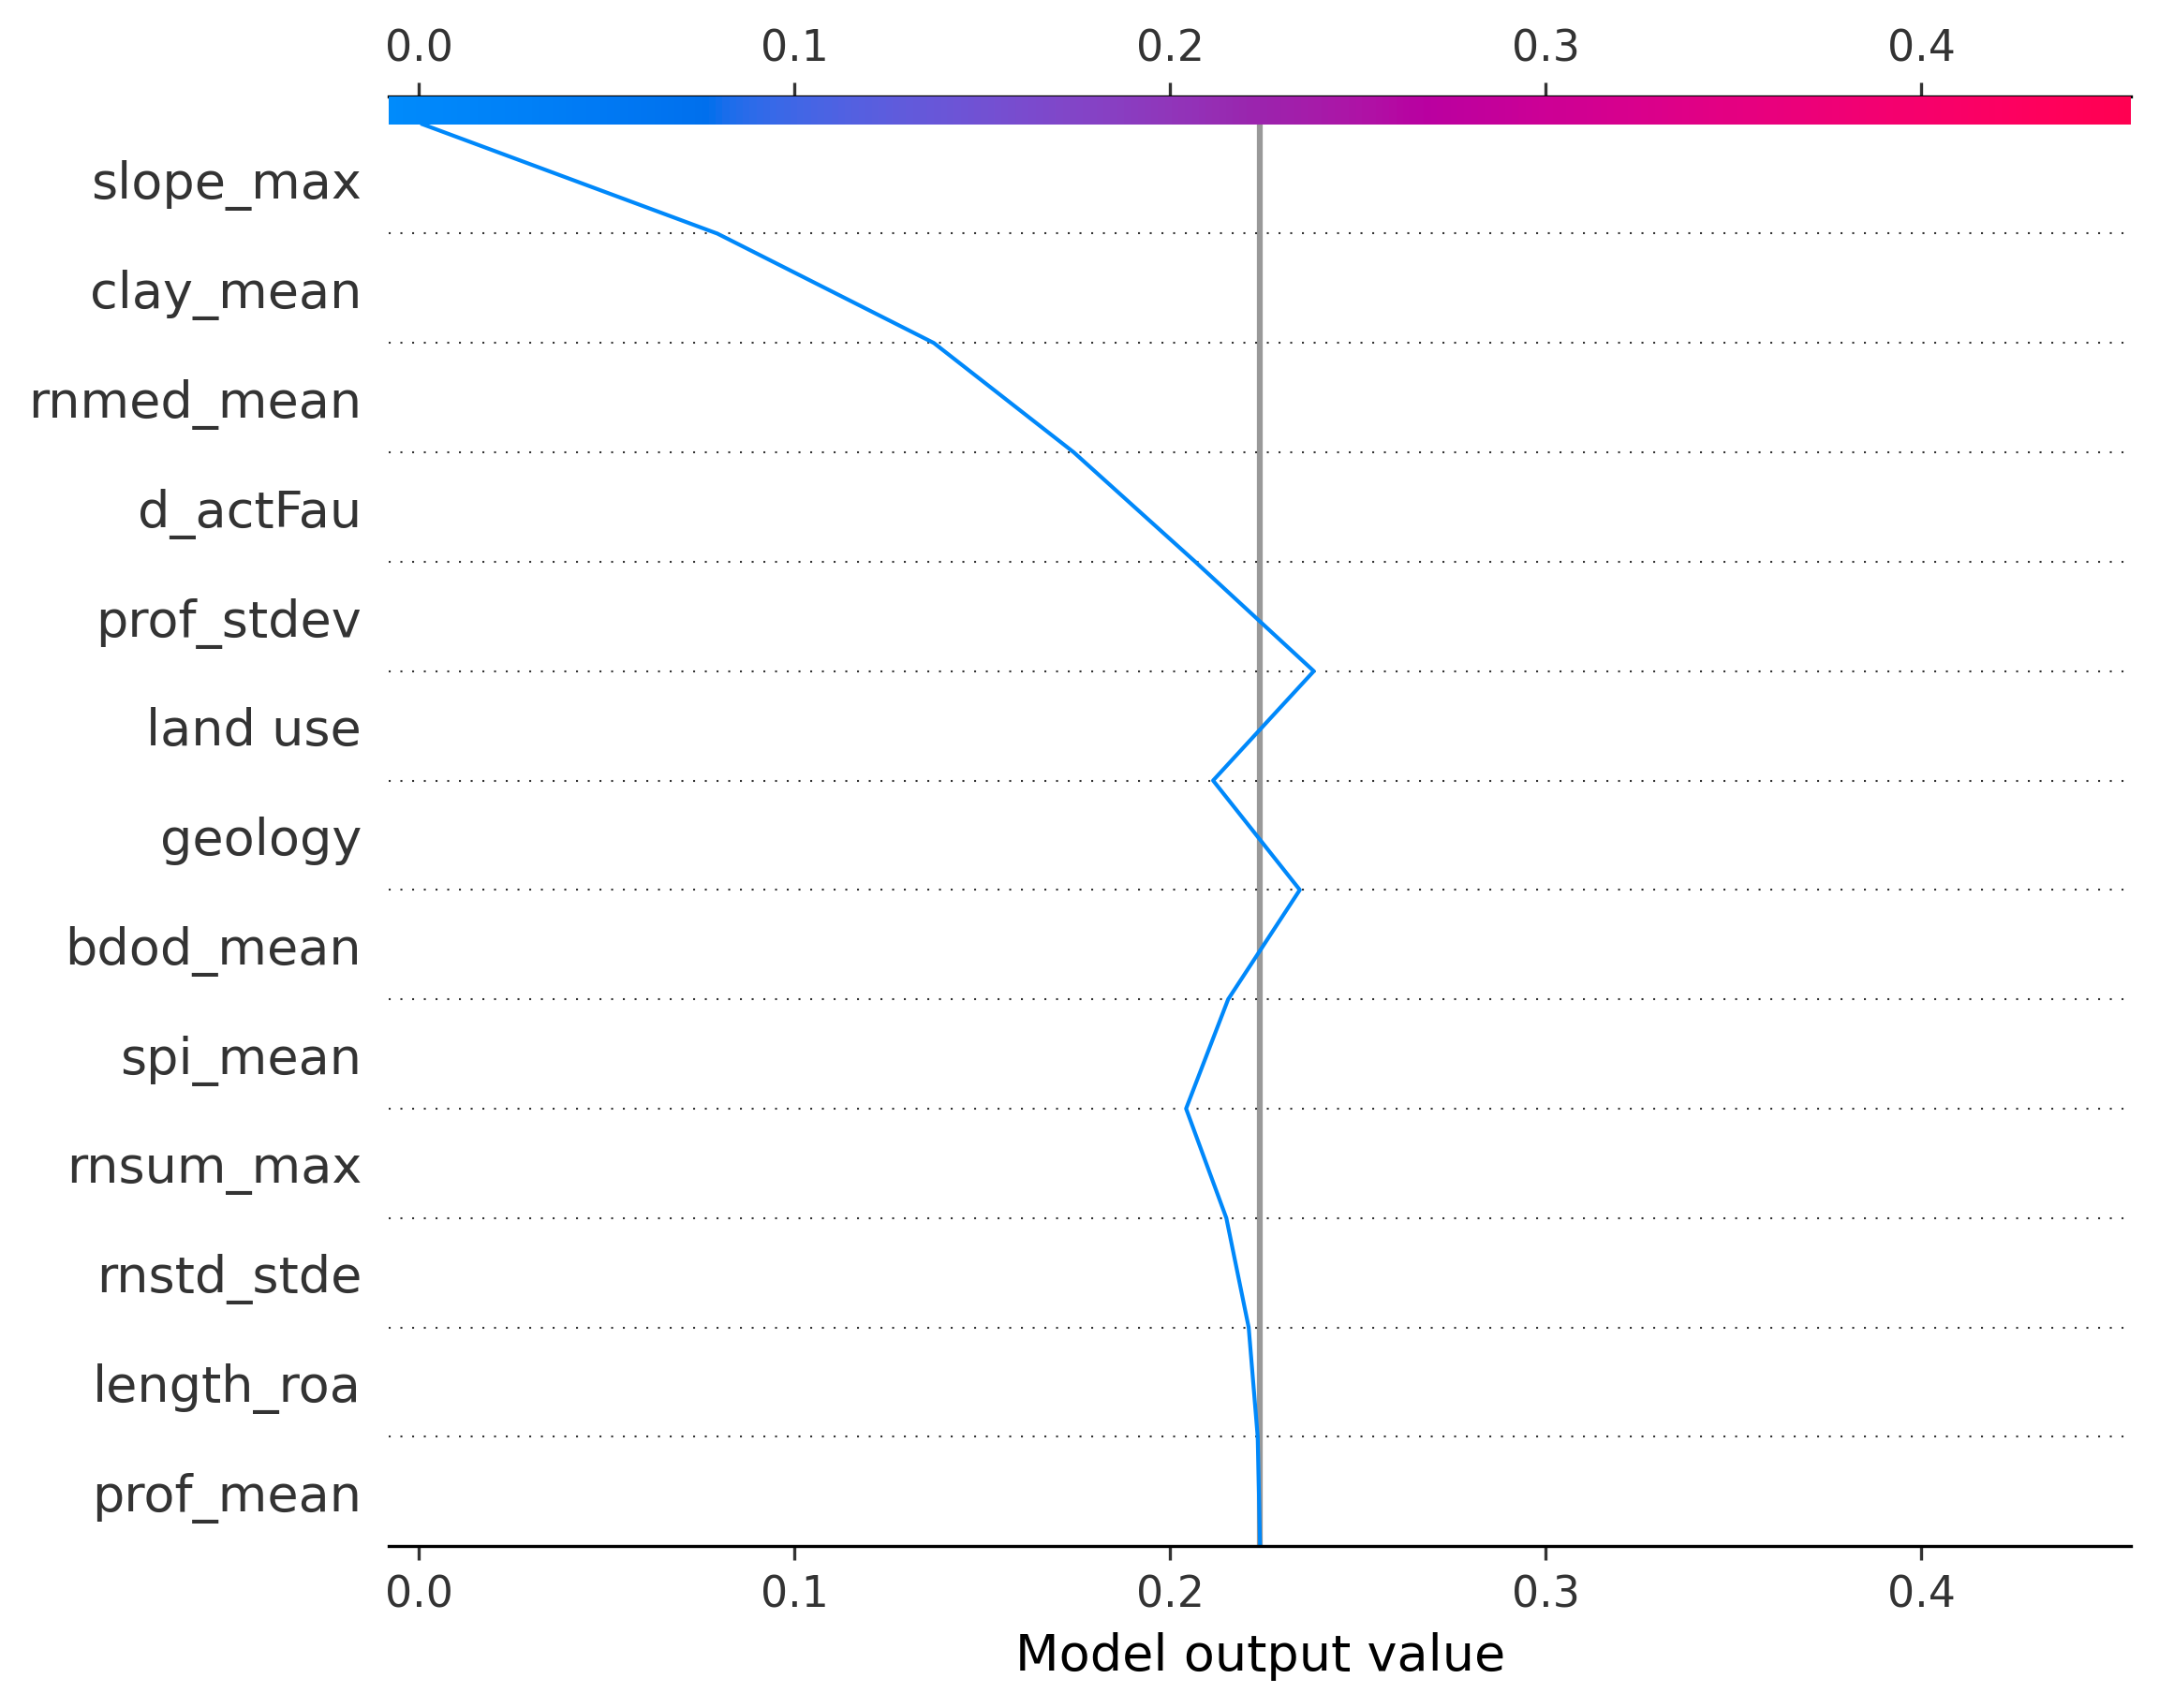 0.0 0.1 0.2 0.3 0.4
slope_max
clay_mean
rnmed_mean
d_actFau
prof_stdev
land use
geology
bdod_mean
spi_mean
rnsum_max
rnstd_stde
length_roa
prof_mean
0.0 0.1 0.2 0.3 0.4
Model output value